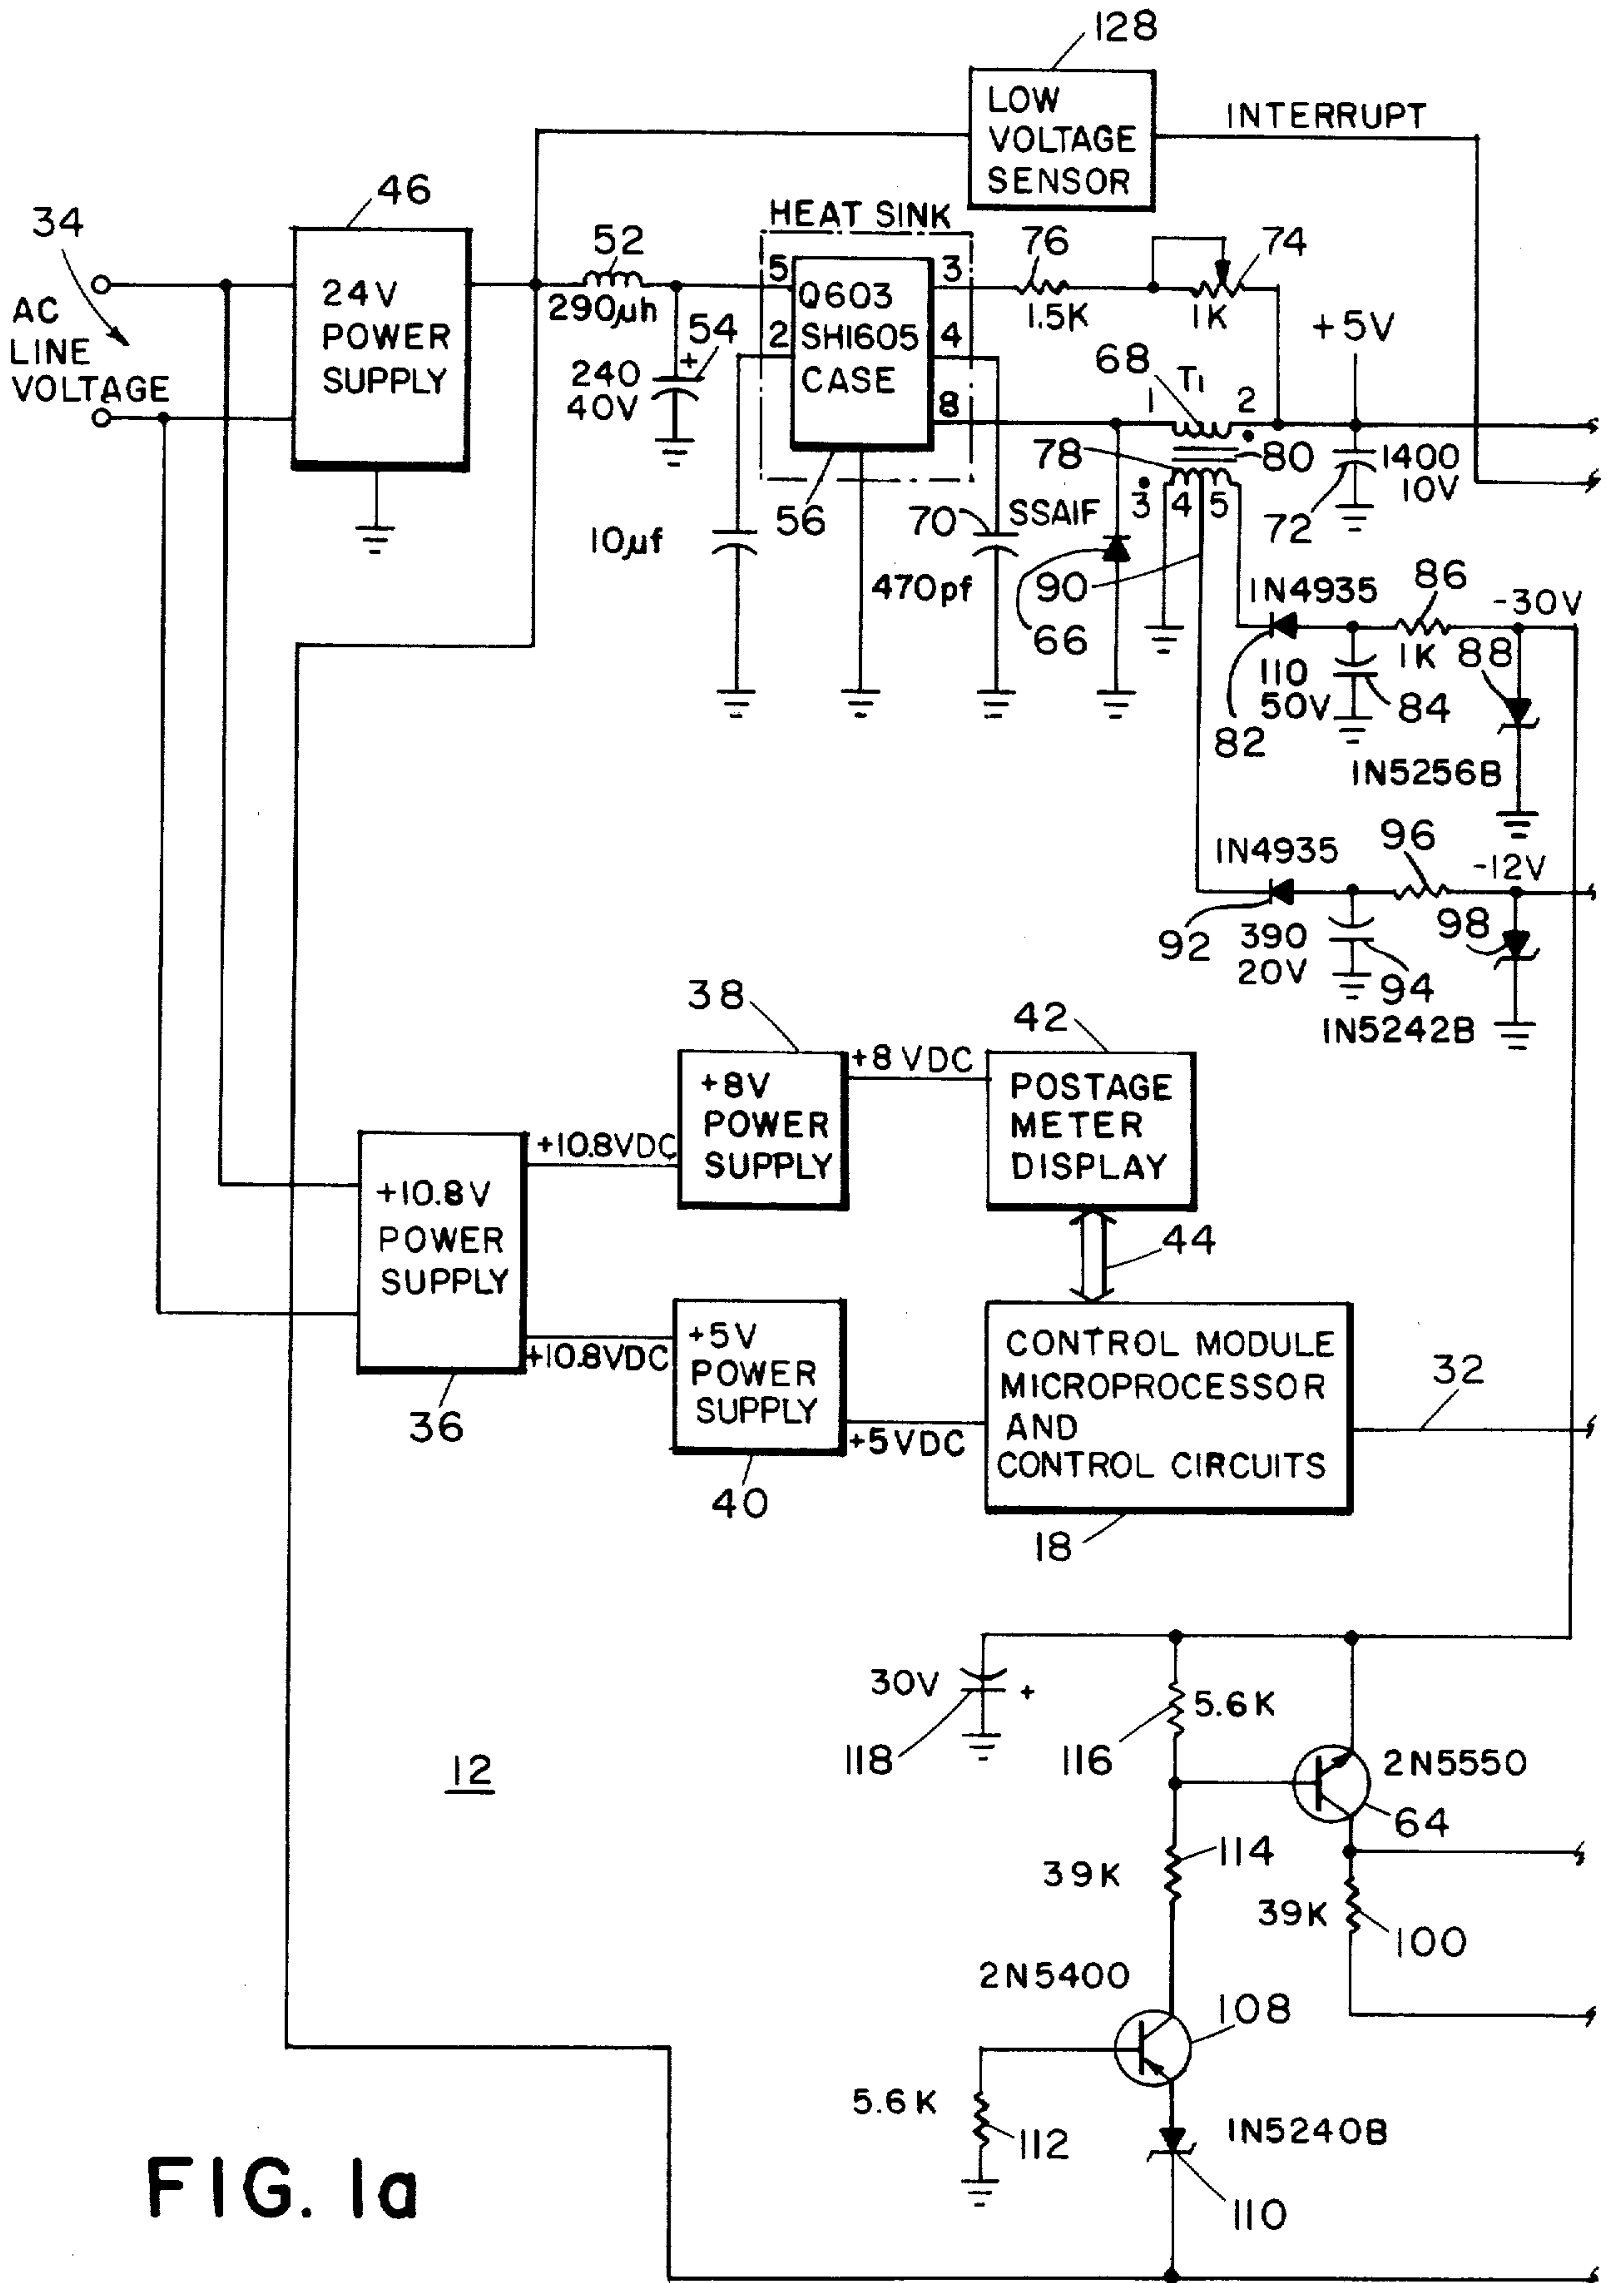 128
LOW
VOLTAGE
SENSOR
INTERRUPT
46
34
HEAT SINK
52
76
74
AC
LINE
VOLTAGE
24V
POWER
SUPPLY
290µh
5
Q603
3
1.5K
1K
2
SH1605
4
CASE
8
54
+
240
40V
+5V
68
T1
1
2
78
80
1400
10V
3
4
5
72
10µf
56
70
SSA1F
470pf
90
66
1N4935
86
-30V
1K
88
110
50V
84
82
1N5256B
1N4935
96
-12V
92
390
20V
98
94
1N5242B
38
42
+8V
POWER
SUPPLY
+8VDC
POSTAGE
METER
DISPLAY
+10.8VDC
+10.8V
POWER
SUPPLY
44
+10.8VDC
36
+5V
POWER
SUPPLY
+5VDC
40
CONTROL MODULE
MICROPROCESSOR
AND
CONTROL CIRCUITS
32
18
30V
+
118
5.6K
116
2N5550
64
12
114
39K
39K
100
2N5400
108
5.6K
112
1N5240B
110
FIG. 1a